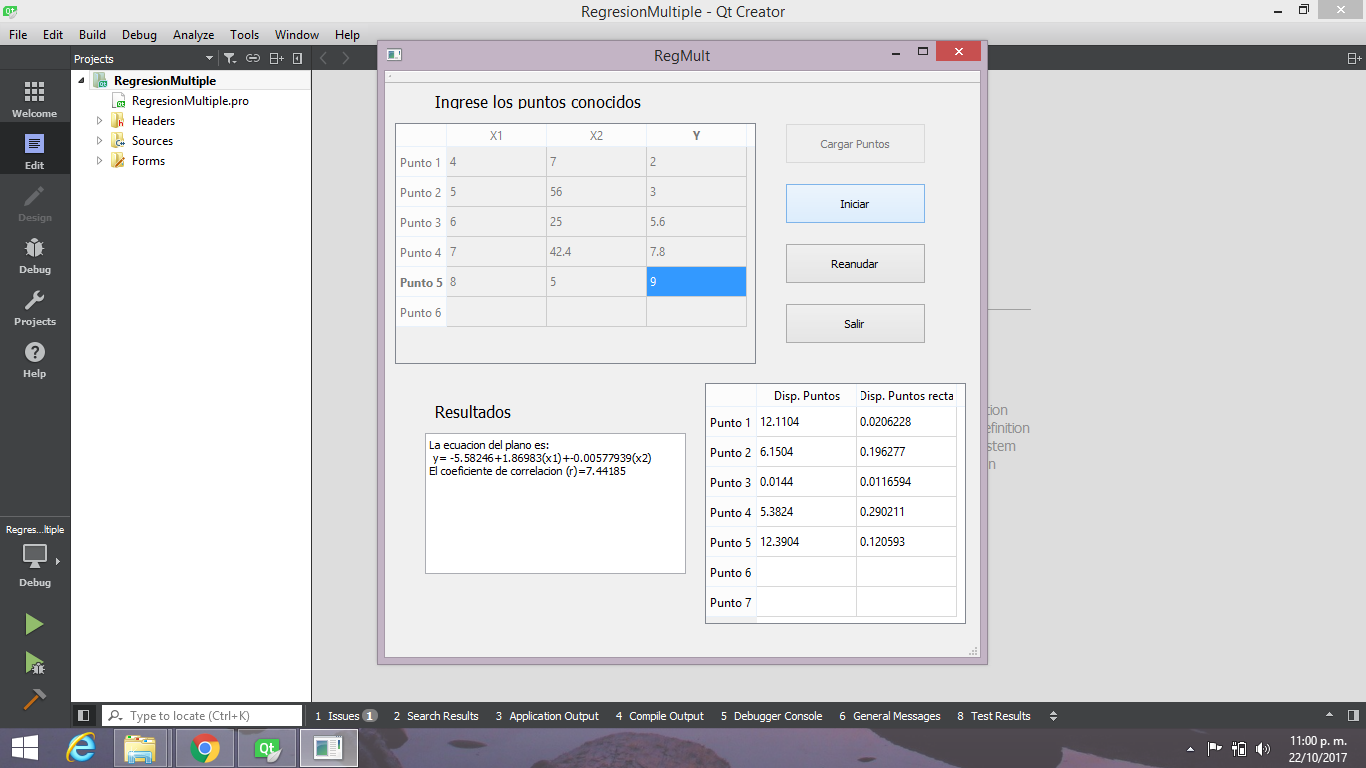 RegresionMultiple - Qt Creator
File Edit Build Debug Analyze Tools Window Help
Projects
RegresionMultiple
RegresionMultiple.pro
Headers
Sources
Forms
Welcome
Edit
Design
Debug
Projects
Help
Regres...ltiple
Debug
RegMult
Ingrese los puntos conocidos
X1 X2 Y
Punto 1 4 7 2
Punto 2 5 56 3
Punto 3 6 25 5.6
Punto 4 7 42.4 7.8
Punto 5 8 5 9
Punto 6
Cargar Puntos
Iniciar
Reanudar
Salir
Resultados
La ecuacion del plano es:
y= -5.58246+1.86983(x1)+-0.00577939(x2)
El coeficiente de correlacion (r)=7.44185
Disp. Puntos Disp. Puntos recta
Punto 1 12.1104 0.0206228
Punto 2 6.1504 0.196277
Punto 3 0.0144 0.0116594
Punto 4 5.3824 0.290211
Punto 5 12.3904 0.120593
Punto 6
Punto 7
tion
efinition
stem
n
Type to locate (Ctrl+K) 1 Issues 1 2 Search Results 3 Application Output 4 Compile Output 5 Debugger Console 6 General Messages 8 Test Results
11:00 p. m.
22/10/2017